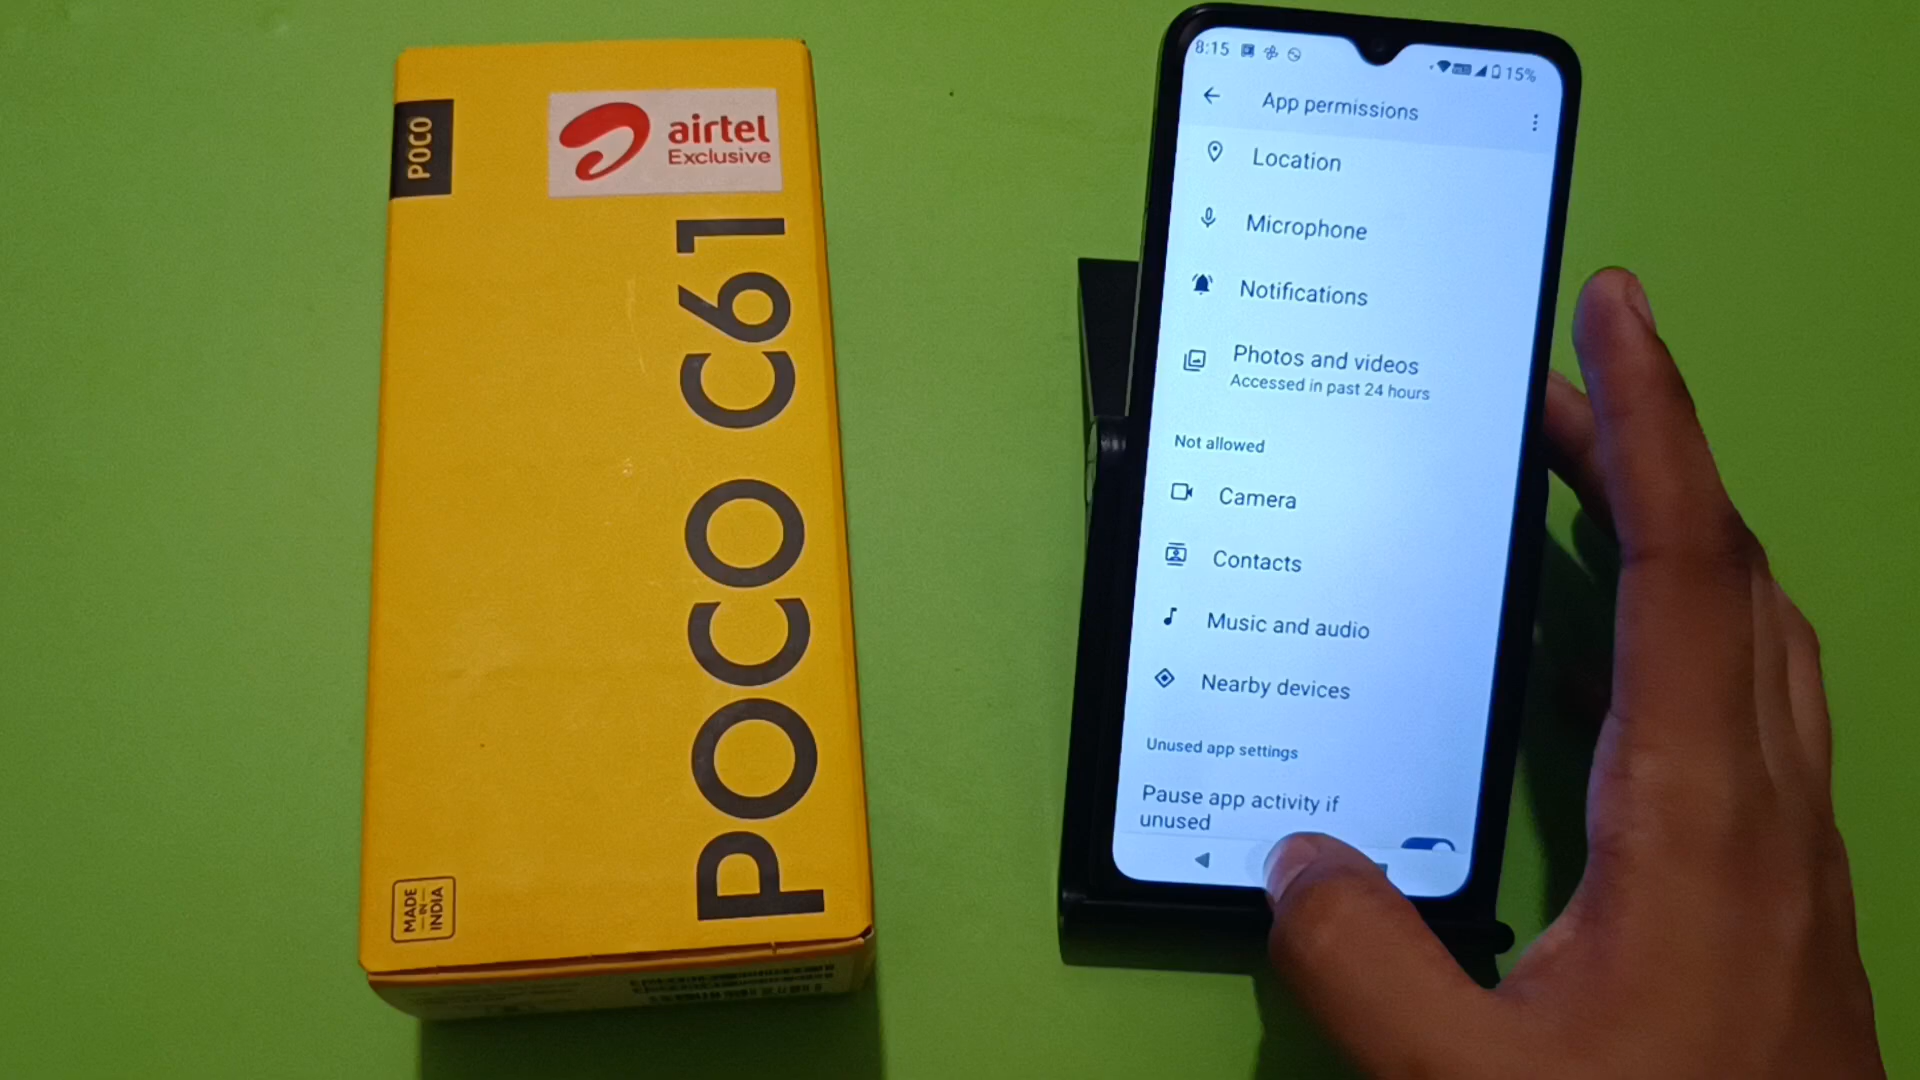 POCO
airtel
Exclusive
POCO C61
MADE
IN
INDIA
8:15
15%
App permissions
Location
Microphone
Notifications
Photos and videos
Accessed in past 24 hours
Not allowed
Camera
Contacts
Music and audio
Nearby devices
Unused app settings
Pause app activity if
unused